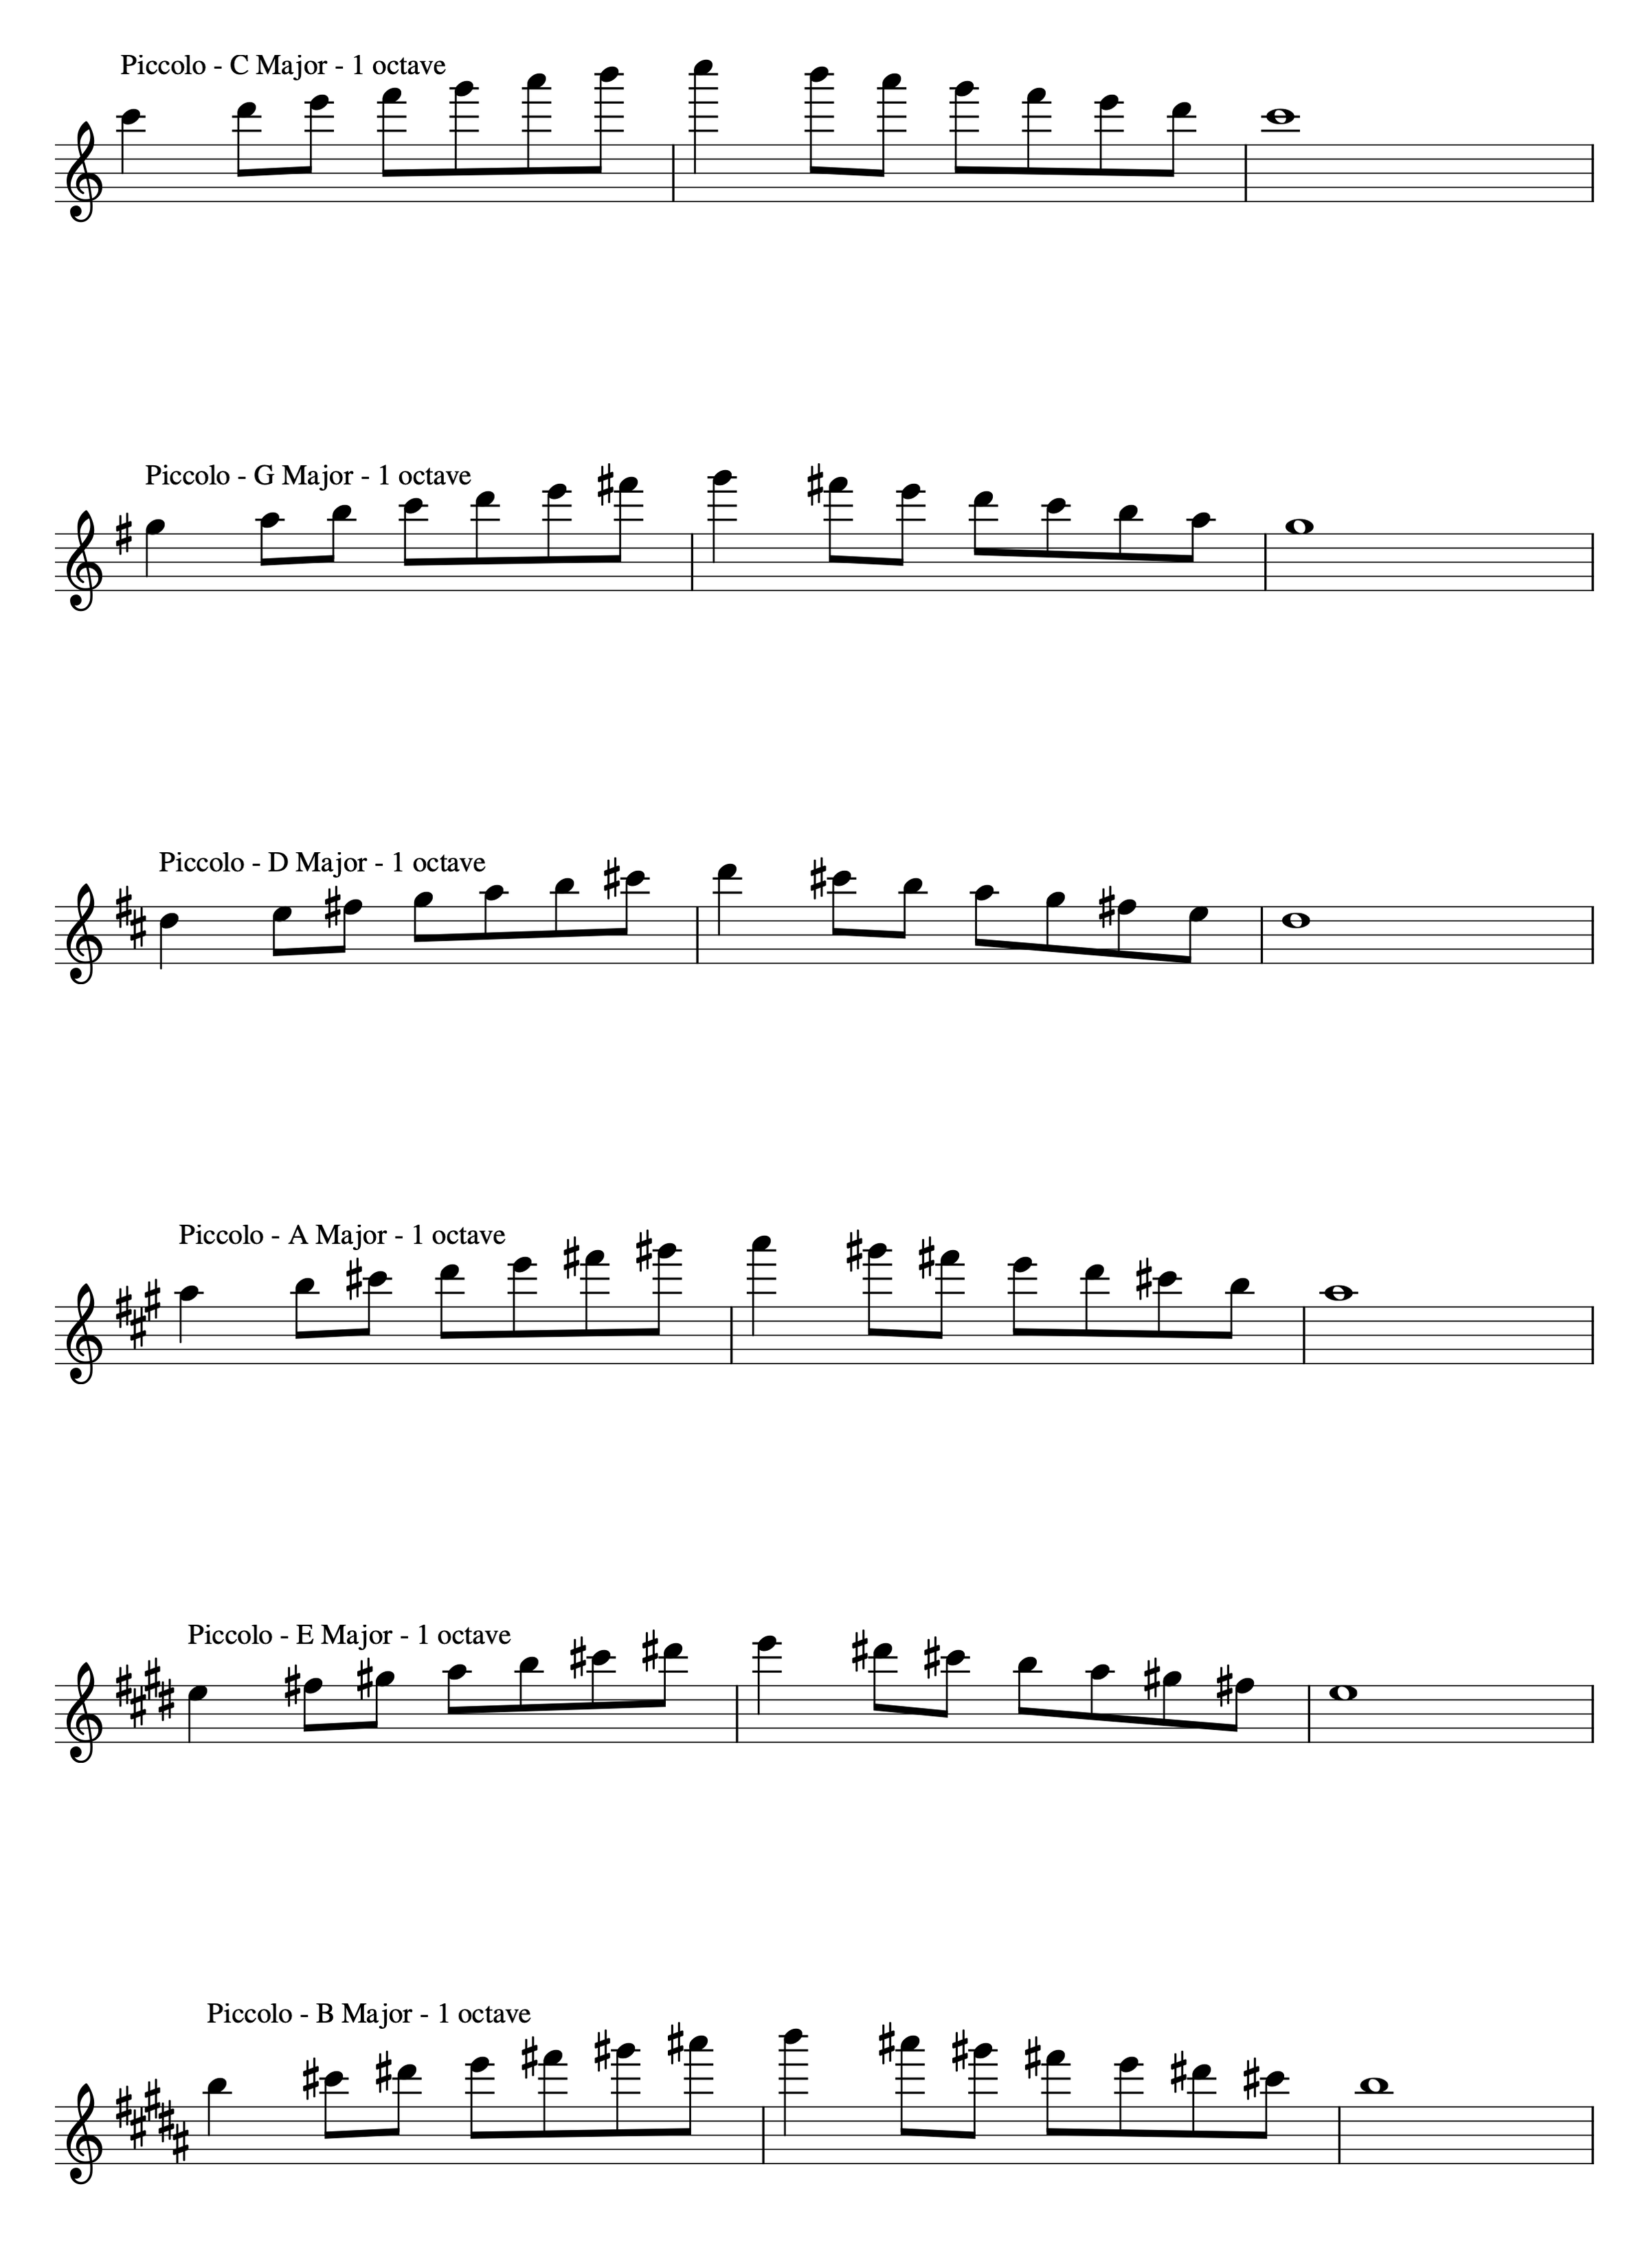 Piccolo - C Major - 1 octave
Piccolo - G Major - 1 octave
Piccolo - D Major - 1 octave
Piccolo - A Major - 1 octave
Piccolo - E Major - 1 octave
Piccolo - B Major - 1 octave